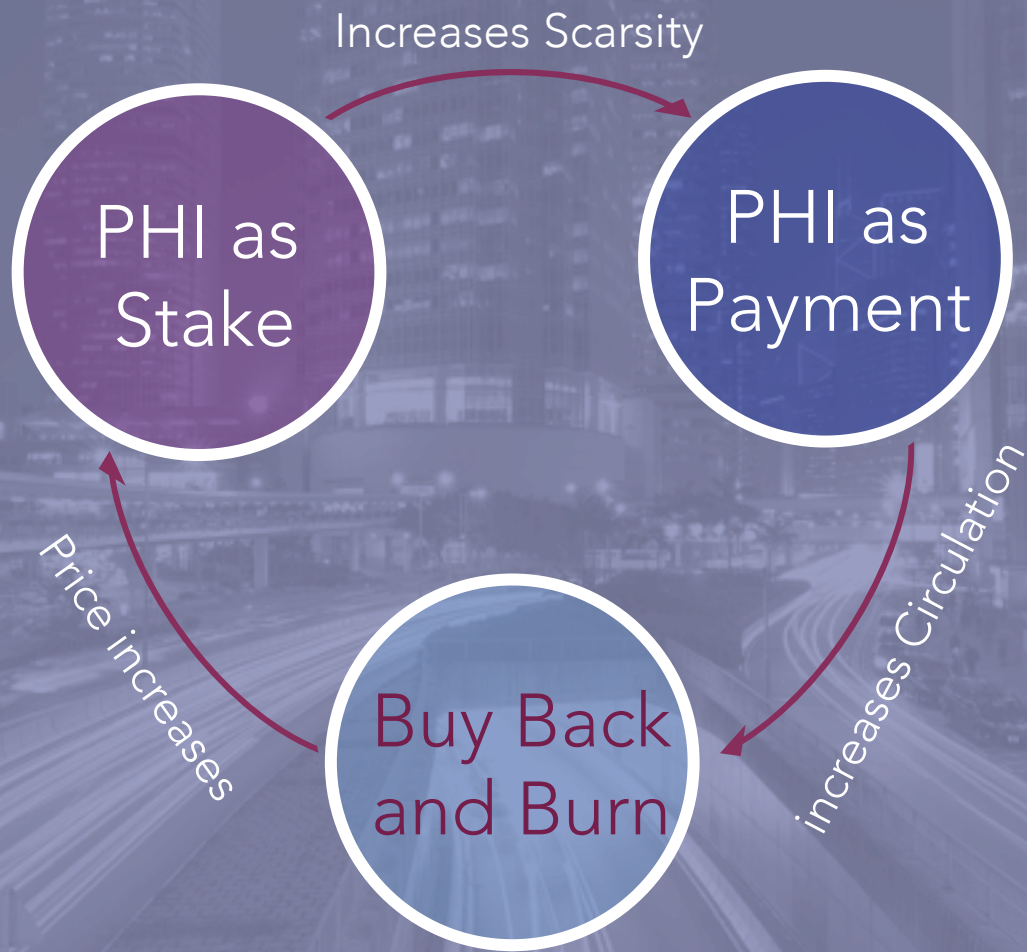 Increases Scarsity
PHI as
Stake
PHI as
Payment
increases Circulation
Buy Back
and Burn
Price increases